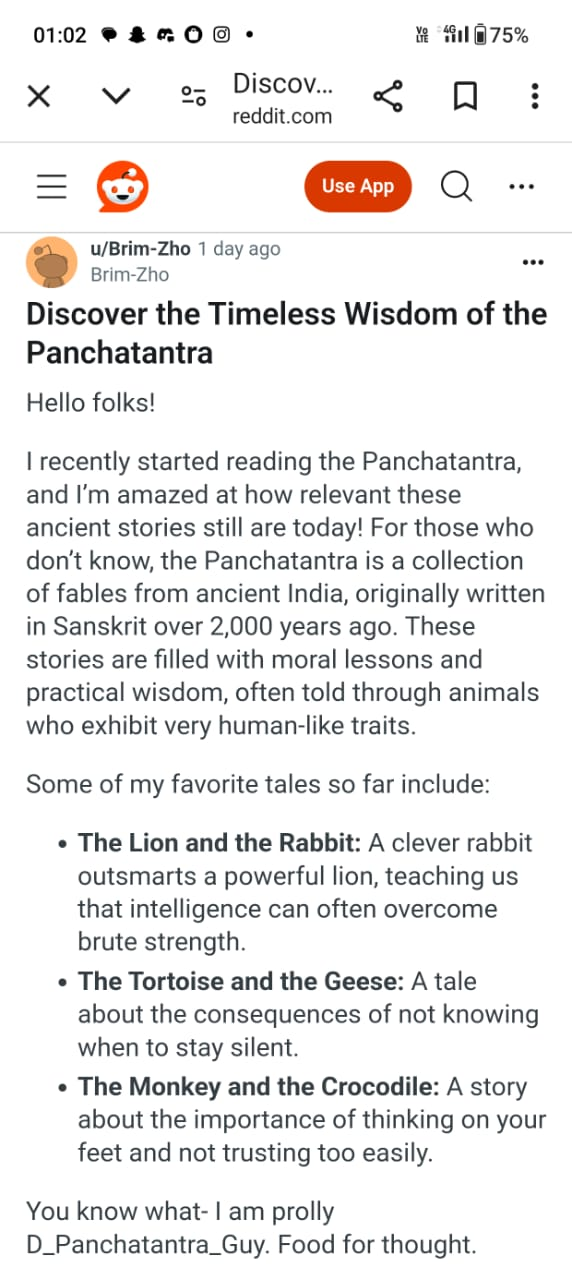 01:02
Vo LTE 4G 75%
Discov...
reddit.com
Use App
u/Brim-Zho 1 day ago
Brim-Zho
Discover the Timeless Wisdom of the
Panchatantra
Hello folks!
I recently started reading the Panchatantra,
and I’m amazed at how relevant these
ancient stories still are today! For those who
don’t know, the Panchatantra is a collection
of fables from ancient India, originally written
in Sanskrit over 2,000 years ago. These
stories are filled with moral lessons and
practical wisdom, often told through animals
who exhibit very human-like traits.
Some of my favorite tales so far include:
• The Lion and the Rabbit: A clever rabbit
outsmarts a powerful lion, teaching us
that intelligence can often overcome
brute strength.
• The Tortoise and the Geese: A tale
about the consequences of not knowing
when to stay silent.
• The Monkey and the Crocodile: A story
about the importance of thinking on your
feet and not trusting too easily.
You know what- I am prolly
D_Panchatantra_Guy. Food for thought.